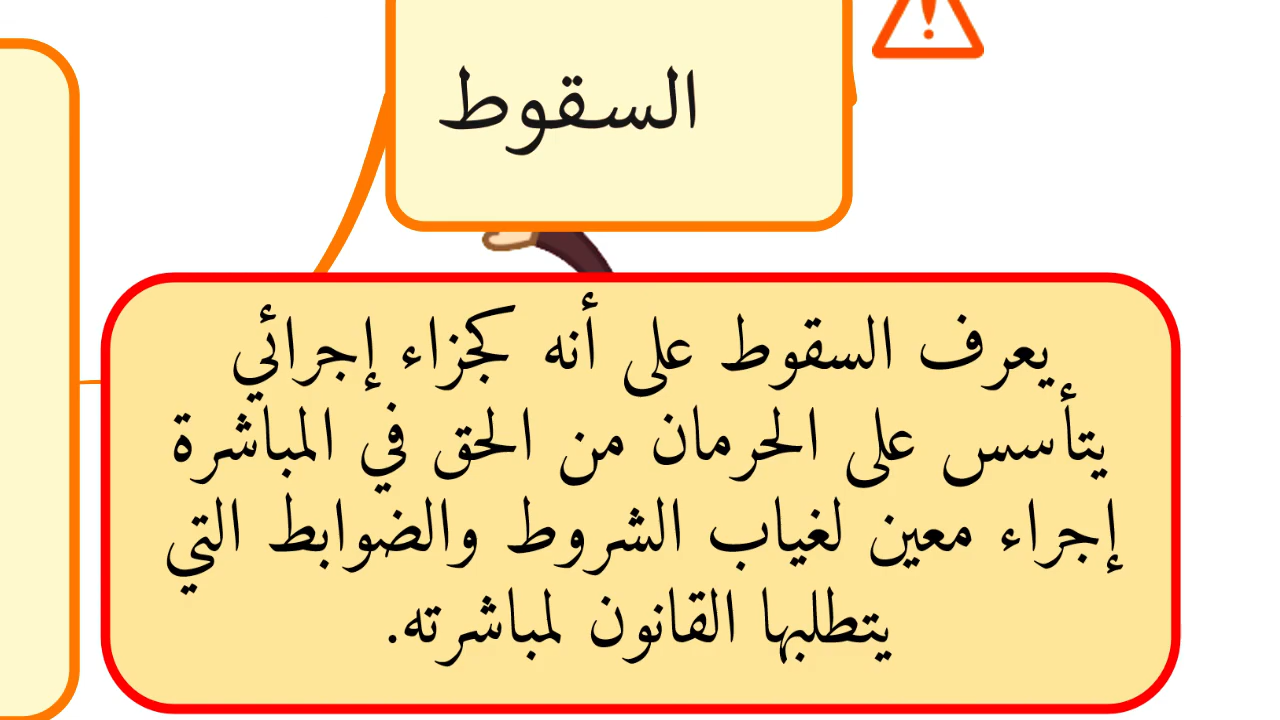 السقوط
يعرف السقوط على أنه كجزاء إجرائي
يتأسس على الحرمان من الحق في المباشرة
إجراء معين لغياب الشروط والضوابط التي
يتطلبها القانون لمباشرته.